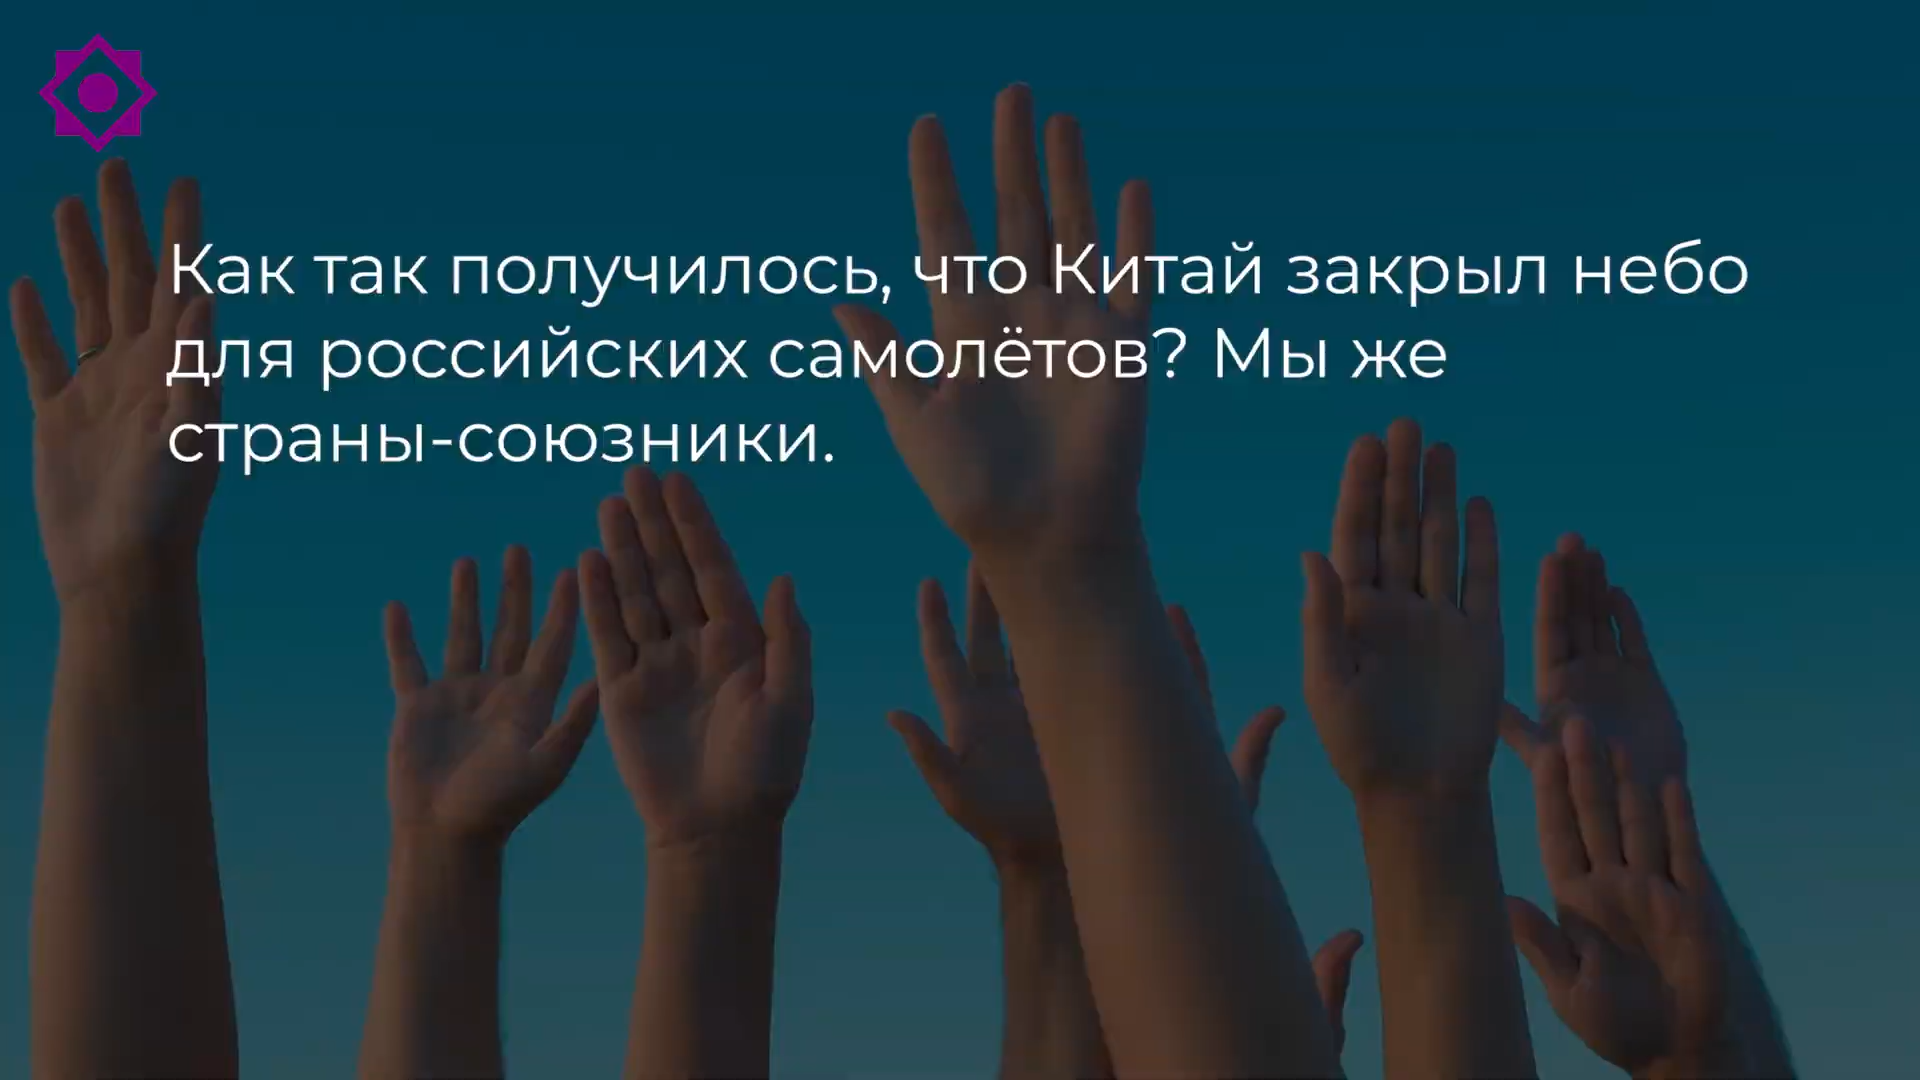 Как так получилось, что Китай закрыл небо
для российских самолётов? Мы же
страны-союзники.